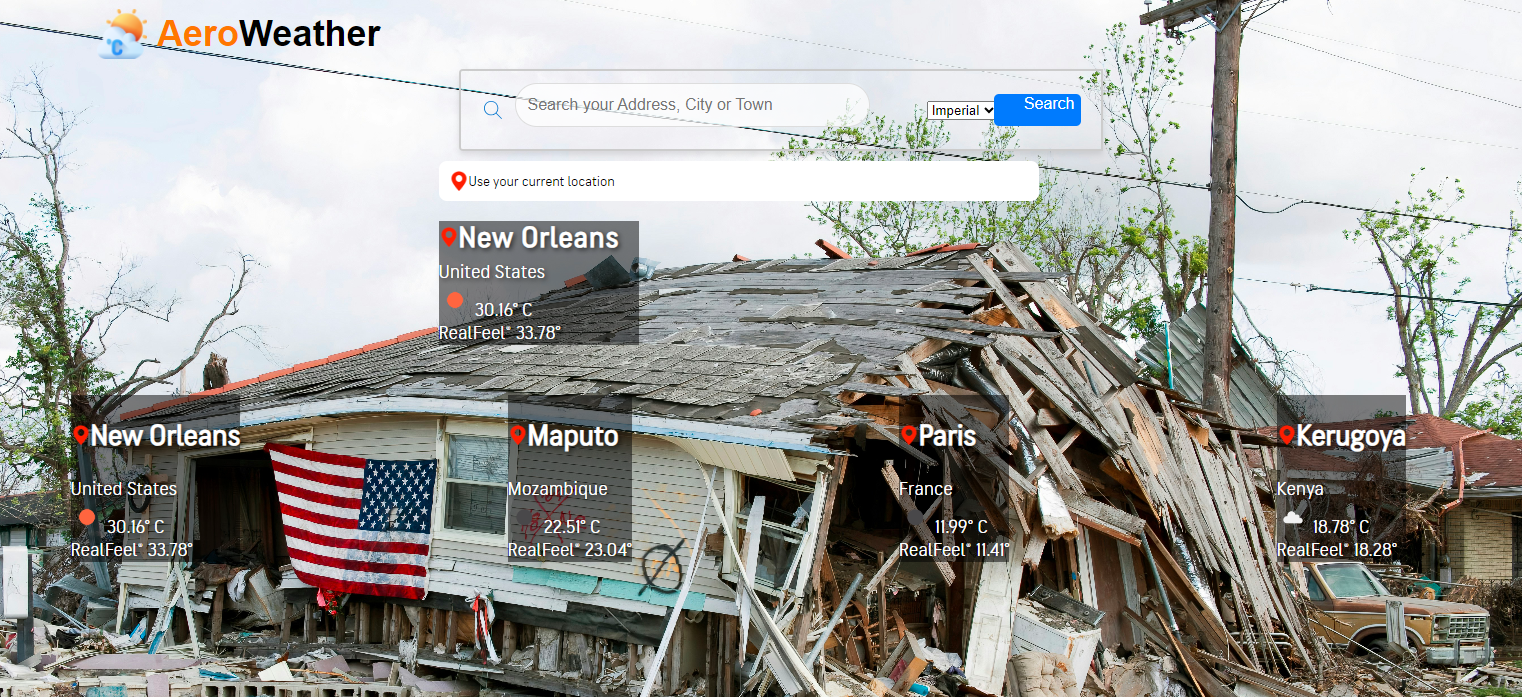 C
AeroWeather
Search your Address, City or Town
Imperial
Search
Use your current location
New Orleans
United States
30.16° C
RealFeel® 33.78°
New Orleans
United States
30.16° C
RealFeel® 33.78°
Maputo
Mozambique
22.51° C
RealFeel® 23.04°
Paris
France
11.99° C
RealFeel® 11.41°
Kerugoya
Kenya
18.78° C
RealFeel® 18.28°